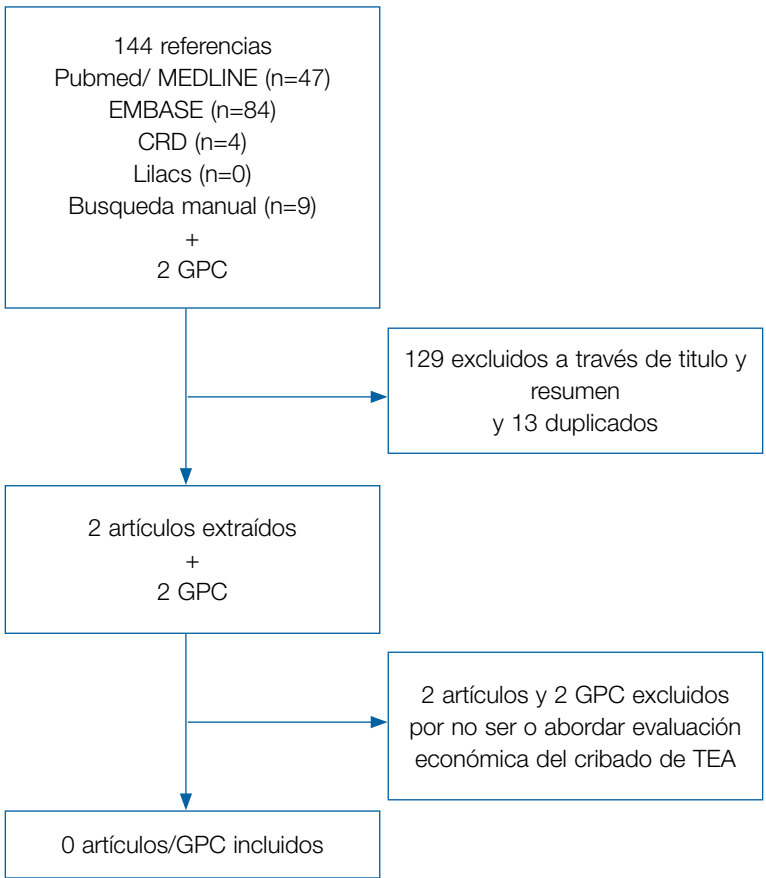 144 referencias
Pubmed/ MEDLINE (n=47)
EMBASE (n=84)
CRD (n=4)
Lilacs (n=0)
Busqueda manual (n=9)
+
2 GPC
129 excluidos a través de titulo y
resumen
y 13 duplicados
2 artículos extraídos
+
2 GPC
2 artículos y 2 GPC excluidos
por no ser o abordar evaluación
económica del cribado de TEA
0 artículos/GPC incluidos